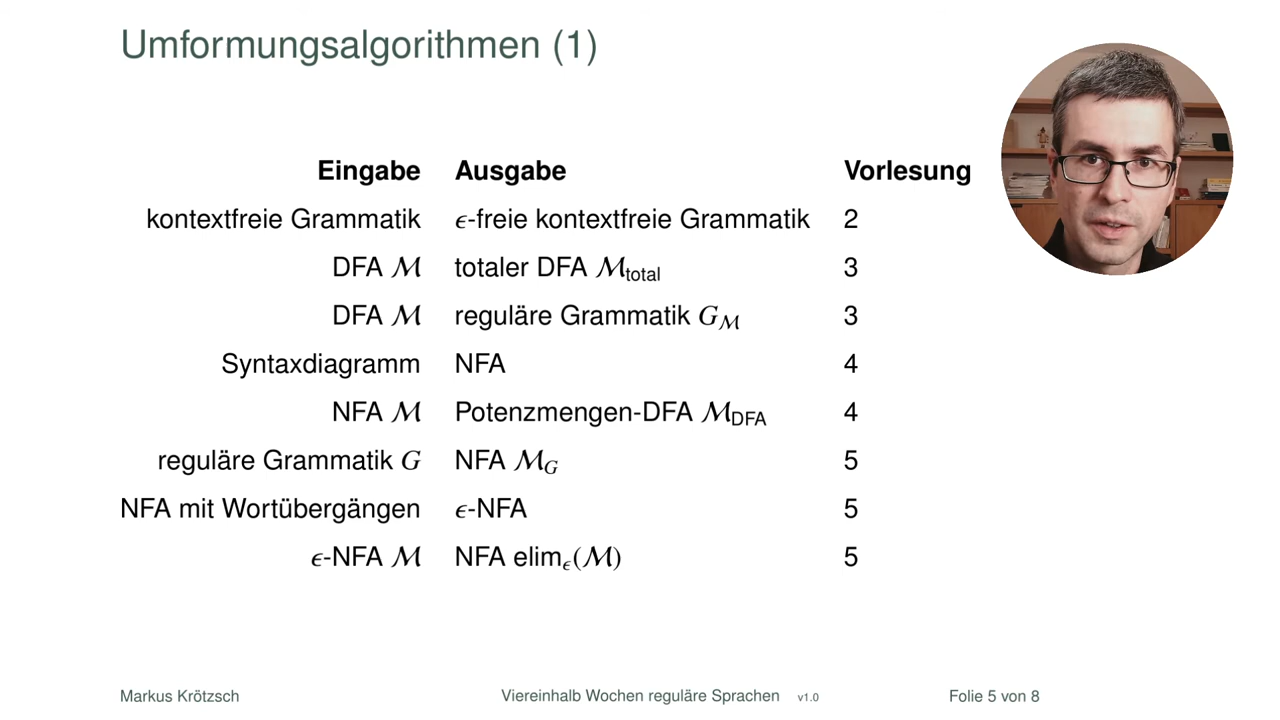 Umformungsalgorithmen (1)
Eingabe Ausgabe Vorlesung
kontextfreie Grammatik ϵ-freie kontextfreie Grammatik 2
DFA ℳ totaler DFA ℳtotal 3
DFA ℳ reguläre Grammatik Gℳ 3
Syntaxdiagramm NFA 4
NFA ℳ Potenzmengen-DFA ℳDFA 4
reguläre Grammatik G NFA ℳG 5
NFA mit Wortübergängen ϵ-NFA 5
ϵ-NFA ℳ NFA elimϵ(ℳ) 5
Markus Krötzsch Viereinhalb Wochen reguläre Sprachen v1.0 Folie 5 von 8